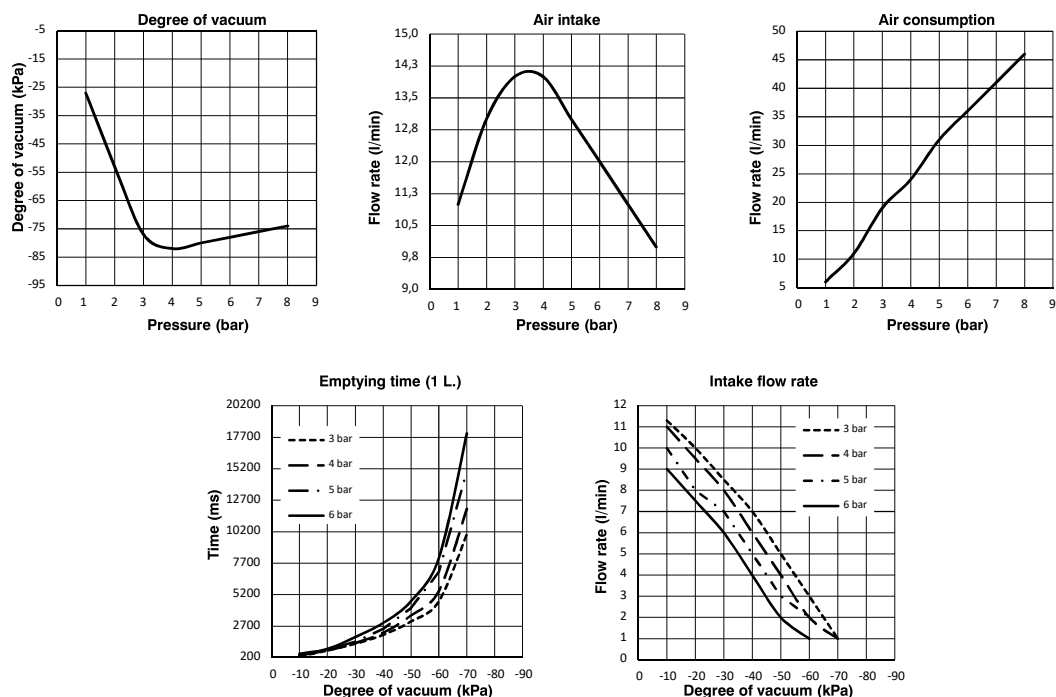 Degree of vacuum
Degree of vacuum (kPa)
-5
-15
-25
-35
-45
-55
-65
-75
-85
-95
0 1 2 3 4 5 6 7 8 9
Pressure (bar)
Air intake
Flow rate (l/min)
15,0
14,3
13,5
12,8
12,0
11,3
10,5
9,8
9,0
0 1 2 3 4 5 6 7 8 9
Pressure (bar)
Air consumption
Flow rate (l/min)
50
45
40
35
30
25
20
15
10
5
0 1 2 3 4 5 6 7 8 9
Pressure (bar)
Emptying time (1 L.)
Time (ms)
20200
17700
15200
12700
10200
7700
5200
2700
200
3 bar
4 bar
5 bar
6 bar
0 -10 -20 -30 -40 -50 -60 -70 -80 -90
Degree of vacuum (kPa)
Intake flow rate
Flow rate (l/min)
12
11
10
9
8
7
6
5
4
3
2
1
0
3 bar
4 bar
5 bar
6 bar
0 -10 -20 -30 -40 -50 -60 -70 -80 -90
Degree of vacuum (kPa)